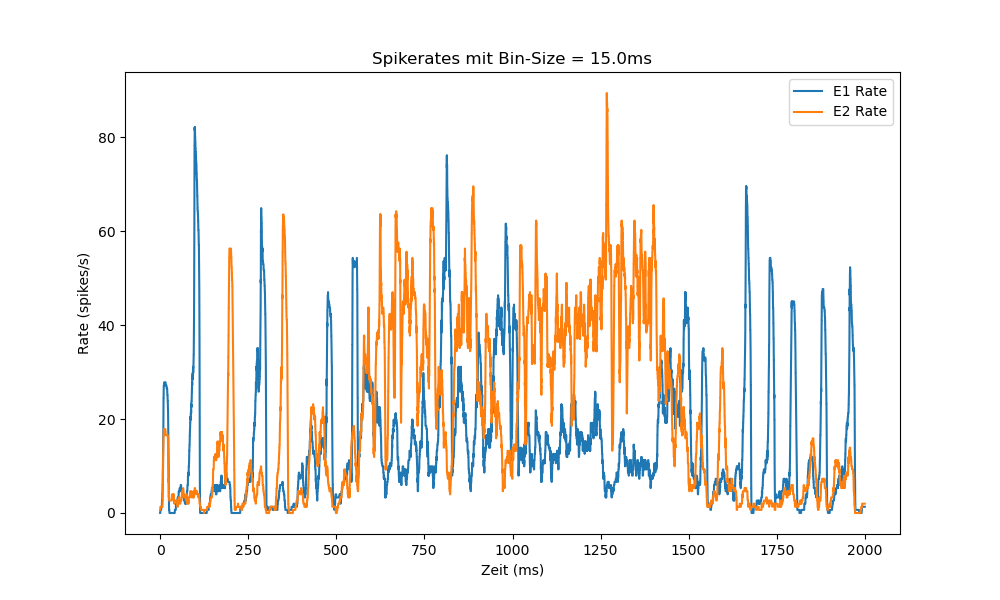 Spikerates mit Bin-Size = 15.0ms
E1 Rate
E2 Rate
Rate (spikes/s)
80
60
40
20
0
0 250 500 750 1000 1250 1500 1750 2000
Zeit (ms)